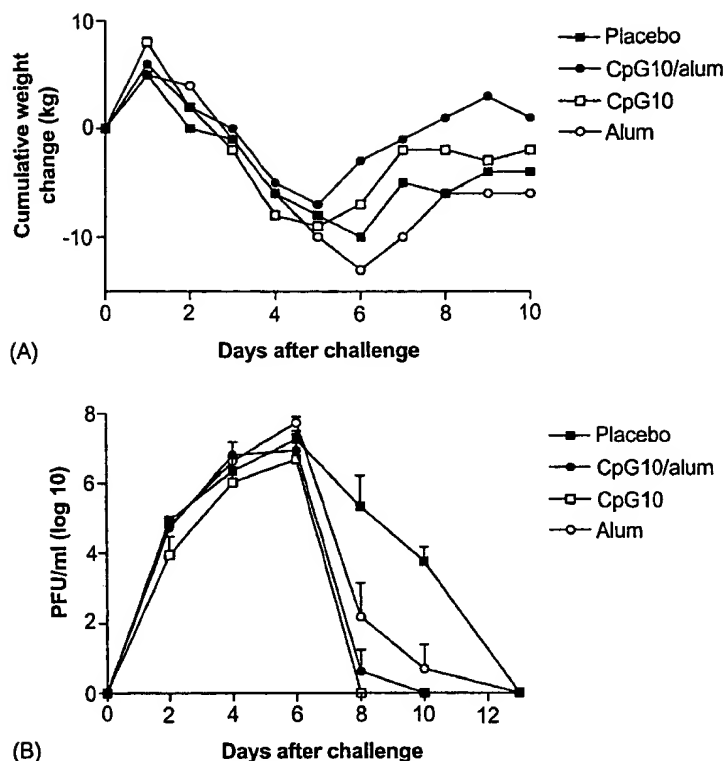 10
0
-10
Cumulative weight
change (kg)
0
2
4
6
8
10
Days after challenge
(A)
Placebo
CpG10/alum
CpG10
Alum
8
6
4
2
0
PFU/ml (log 10)
0
2
4
6
8
10
12
Days after challenge
(B)
Placebo
CpG10/alum
CpG10
Alum